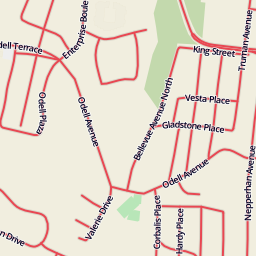 Enterprise Boule
dell Terrace
King Street
Truman Avenue
Odell Plaza
Odell Avenue
Bellevue Avenue North
Vesta Place
Gladstone Place
Odell Avenue
Nepperhan Avenue
Valerie Drive
Corbalis Place
Hardy Place
n Drive